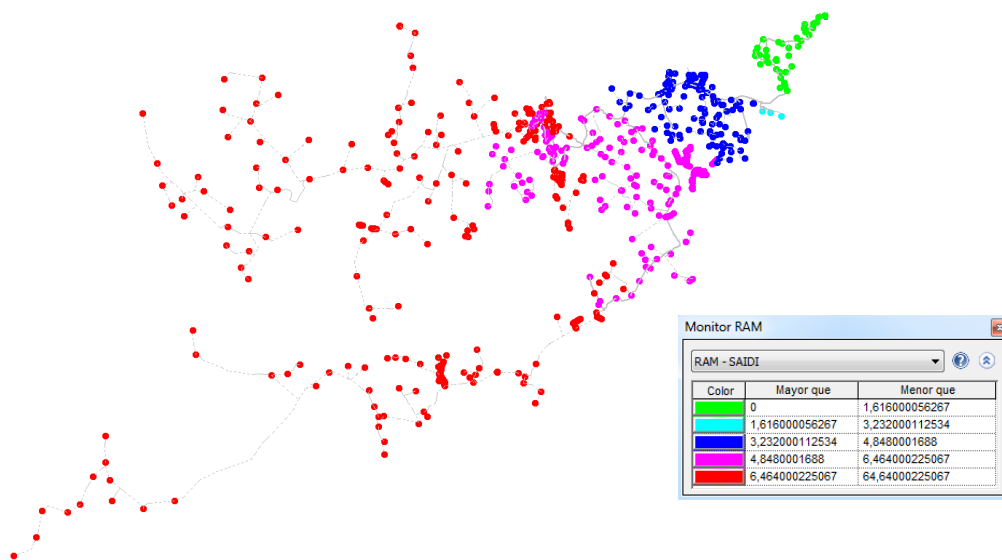 Monitor RAM
RAM - SAIDI
Color Mayor que Menor que
0 1,616000056267
1,616000056267 3,232000112534
3,232000112534 4,8480001688
4,8480001688 6,464000225067
6,464000225067 64,64000225067